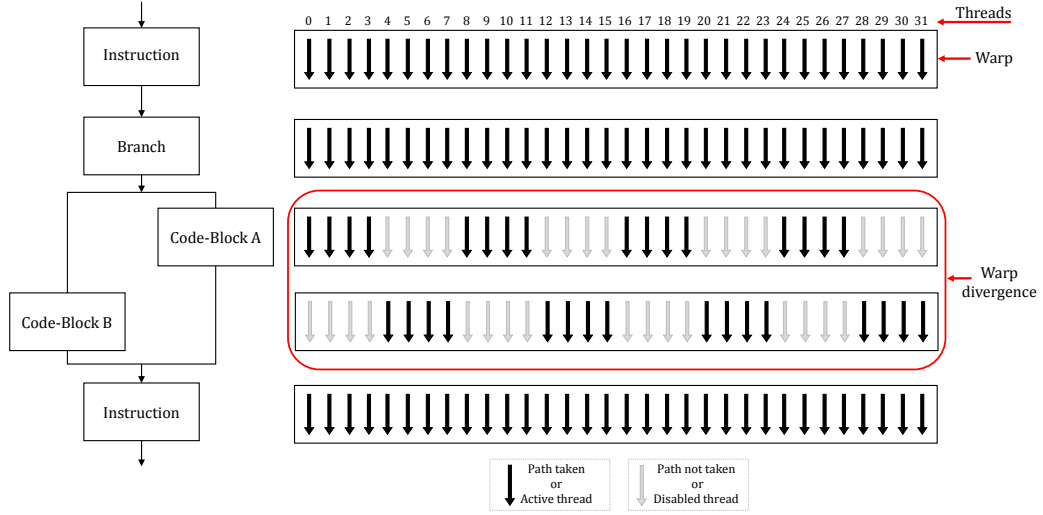 0 1 2 3 4 5 6 7 8 9 10 11 12 13 14 15 16 17 18 19 20 21 22 23 24 25 26 27 28 29 30 31
Threads
Instruction
Warp
Branch
Code-Block A
Warp
divergence
Code-Block B
Instruction
Path taken
or
Active thread
Path not taken
or
Disabled thread